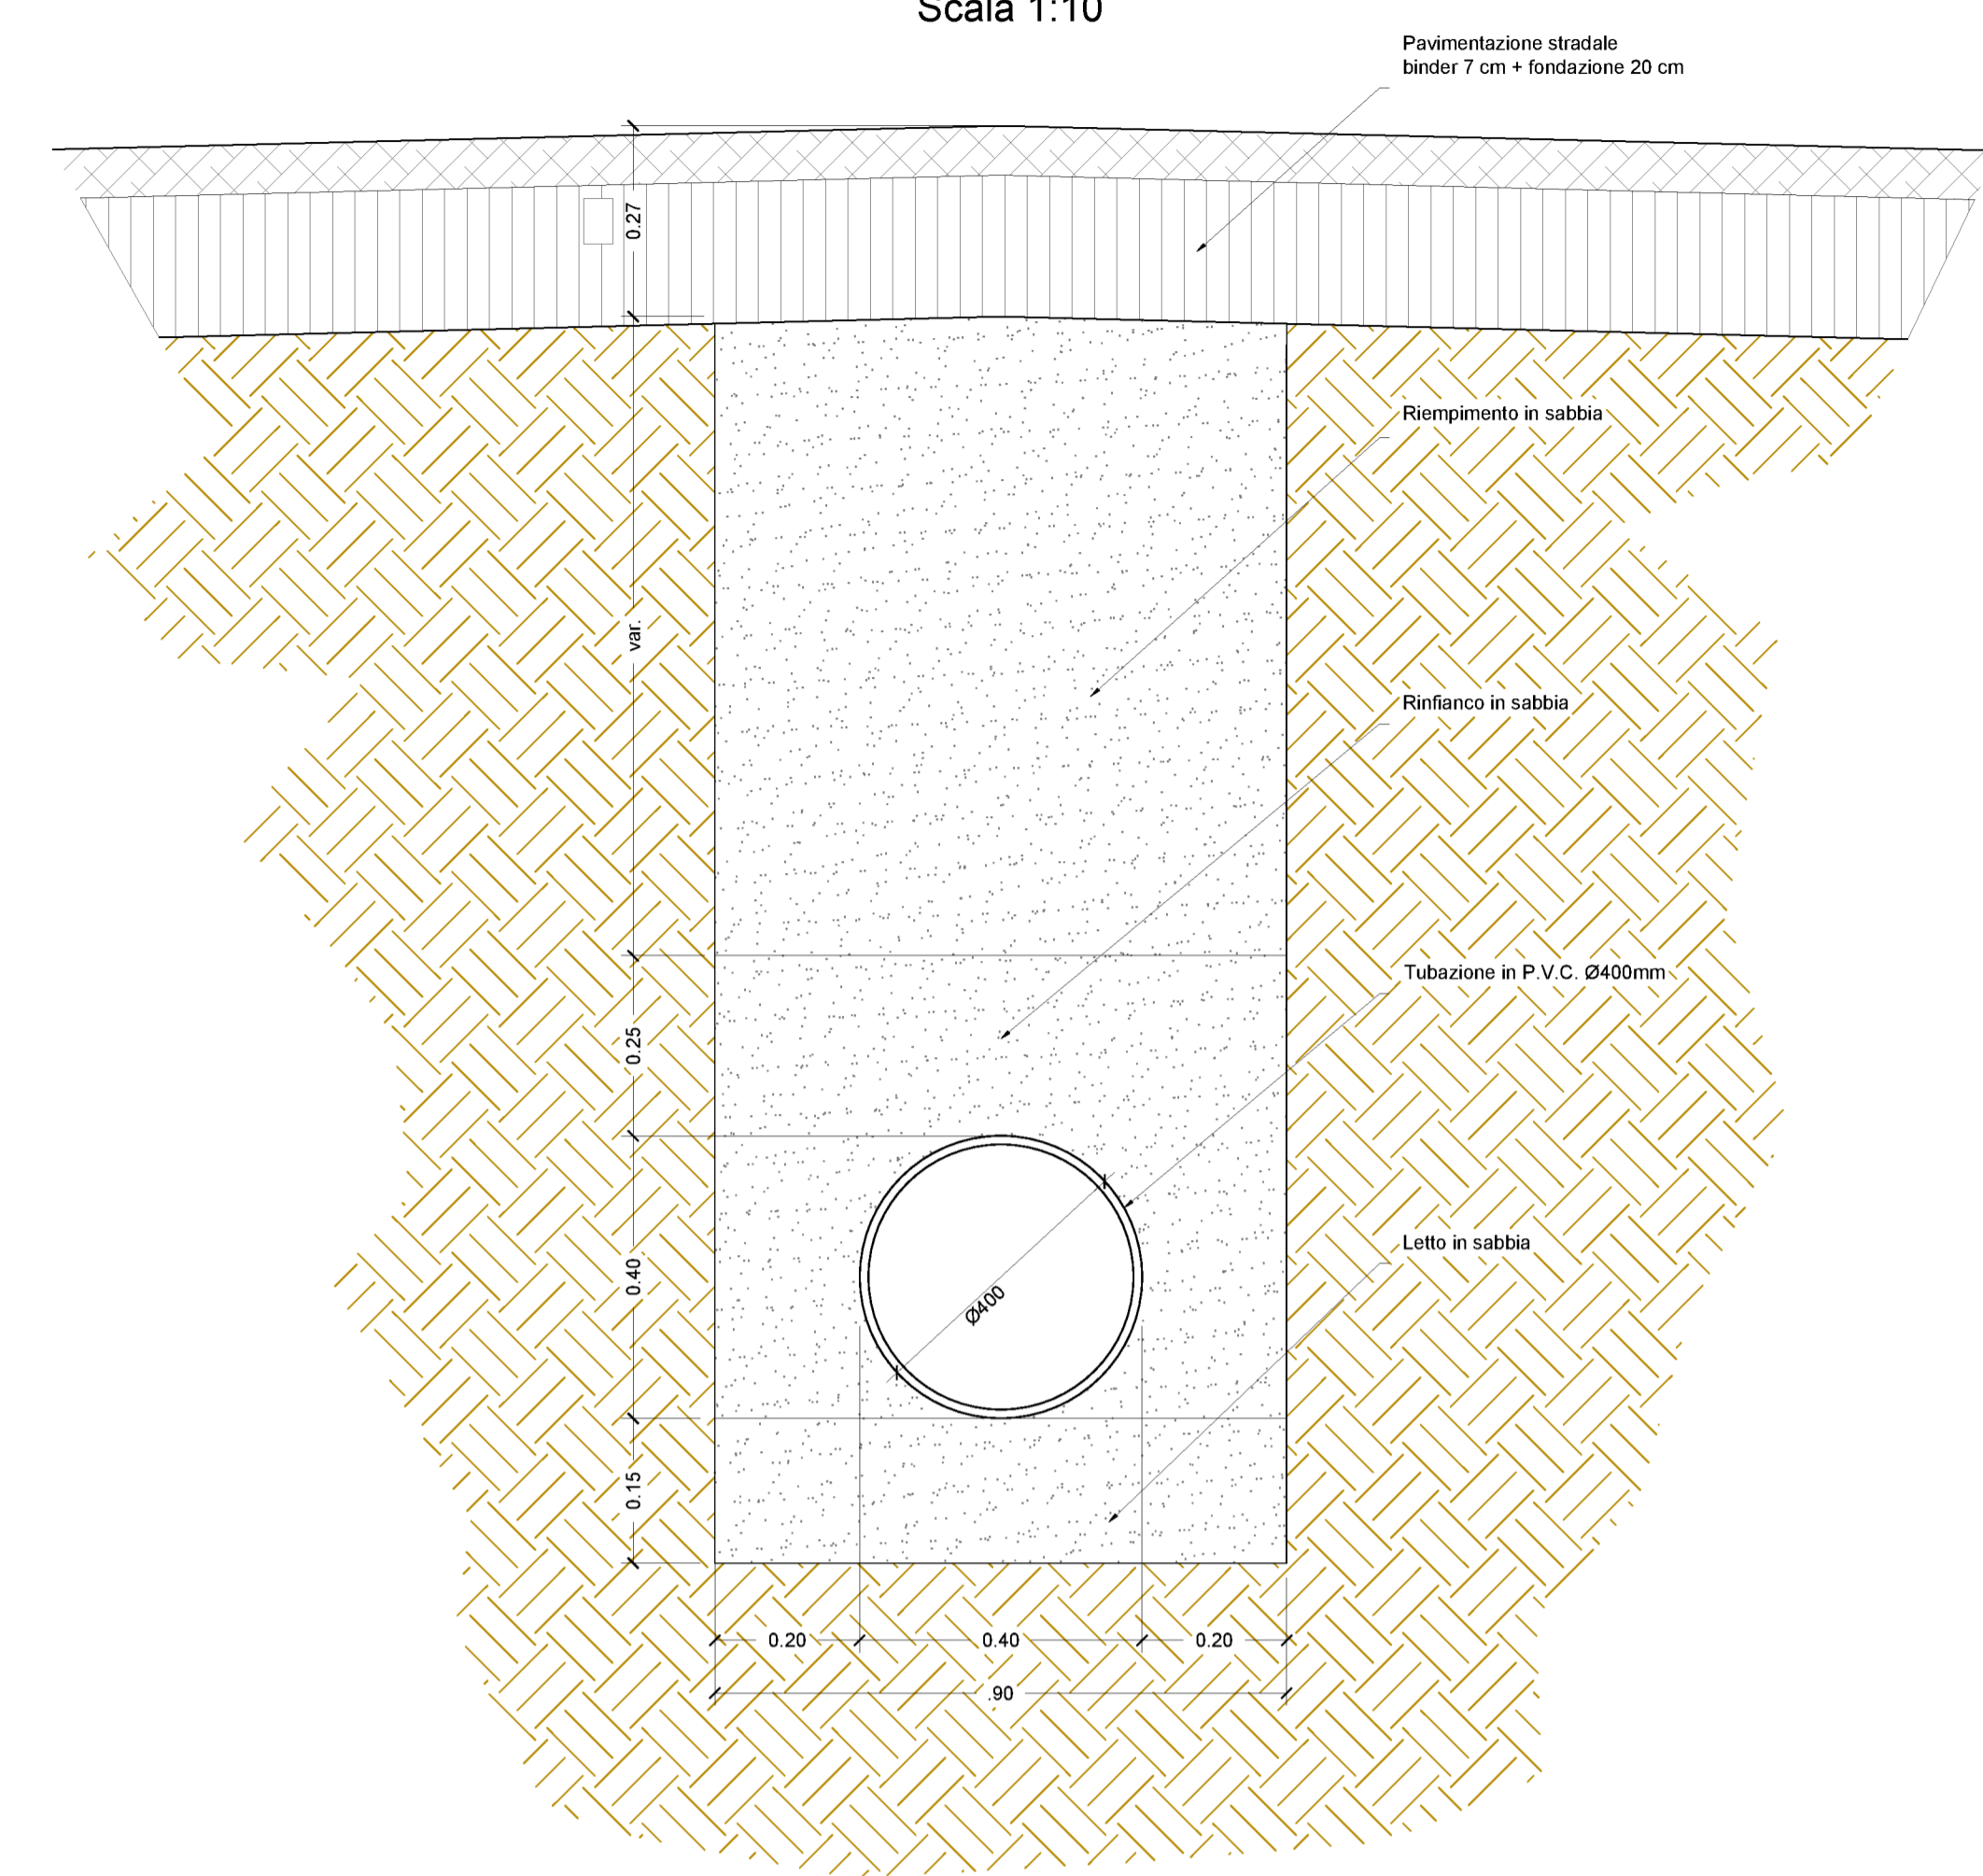 Scala 1:10
Pavimentazione stradale
binder 7 cm + fondazione 20 cm
0.27
Riempimento in sabbia
var.
Rinfianco in sabbia
Tubazione in P.V.C. Ø400mm
0.25
Letto in sabbia
0.40
Ø400
0.15
0.20 0.40 0.20
.90